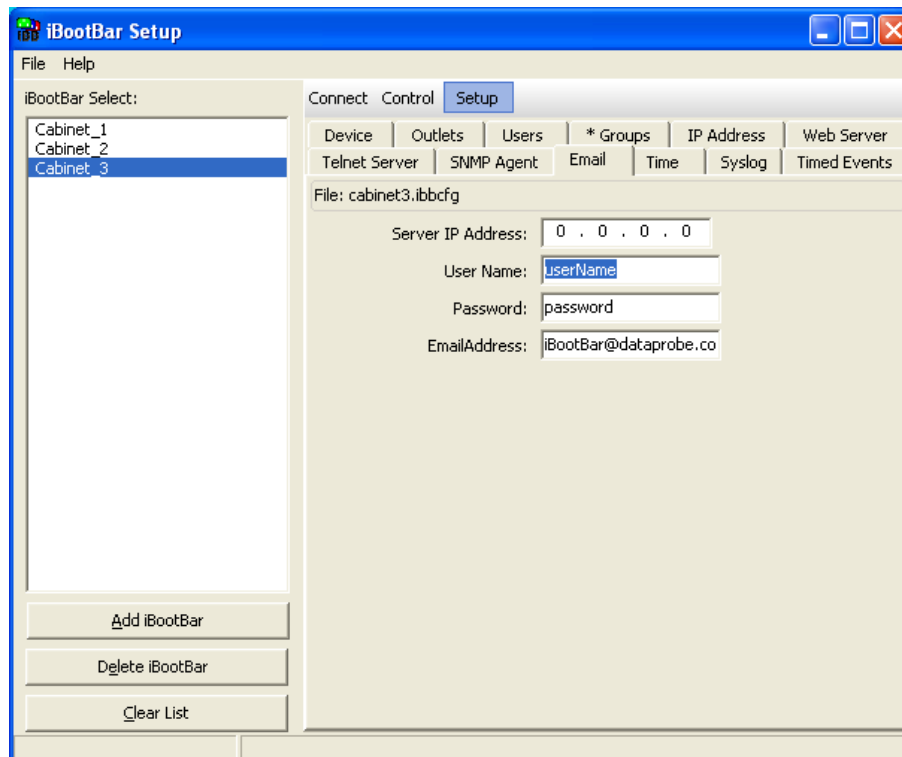 iBootBar Setup
File Help
iBootBar Select:
Cabinet_1
Cabinet_2
Cabinet_3
Add iBootBar
Delete iBootBar
Clear List
Connect Control Setup
Device Outlets Users * Groups IP Address Web Server
Telnet Server SNMP Agent Email Time Syslog Timed Events
File: cabinet3.ibbcfg
Server IP Address: 0 . 0 . 0 . 0
User Name: userName
Password: password
EmailAddress: iBootBar@dataprobe.co